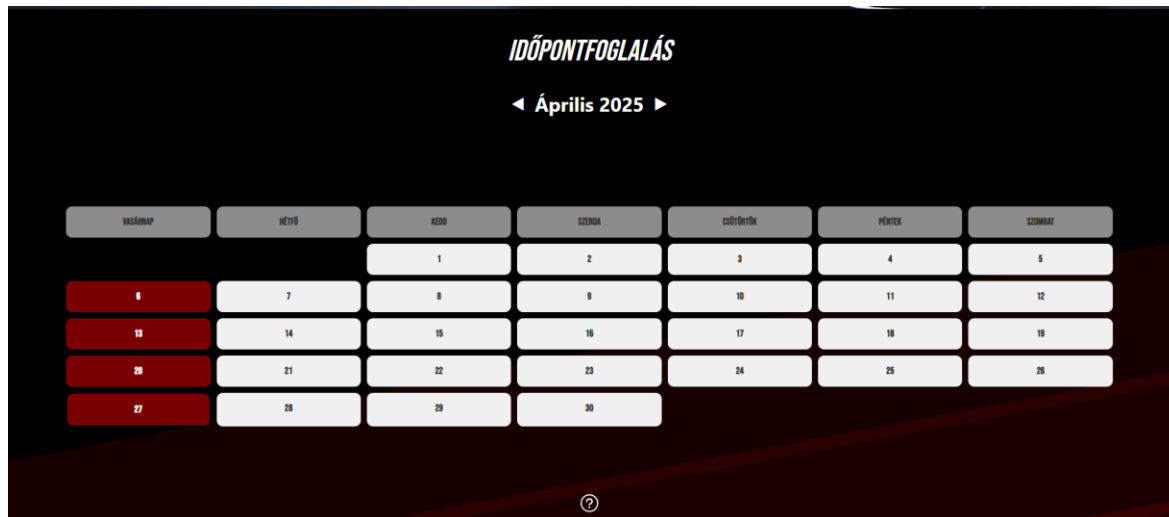 IDŐPONTFOGLALÁS
◄ Április 2025 ►
VASÁRNAP HÉTFŐ KEDD SZERDA CSÜTÖRTÖK PÉNTEK SZOMBAT
1 2 3 4 5
6 7 8 9 10 11 12
13 14 15 16 17 18 19
20 21 22 23 24 25 26
27 28 29 30
?